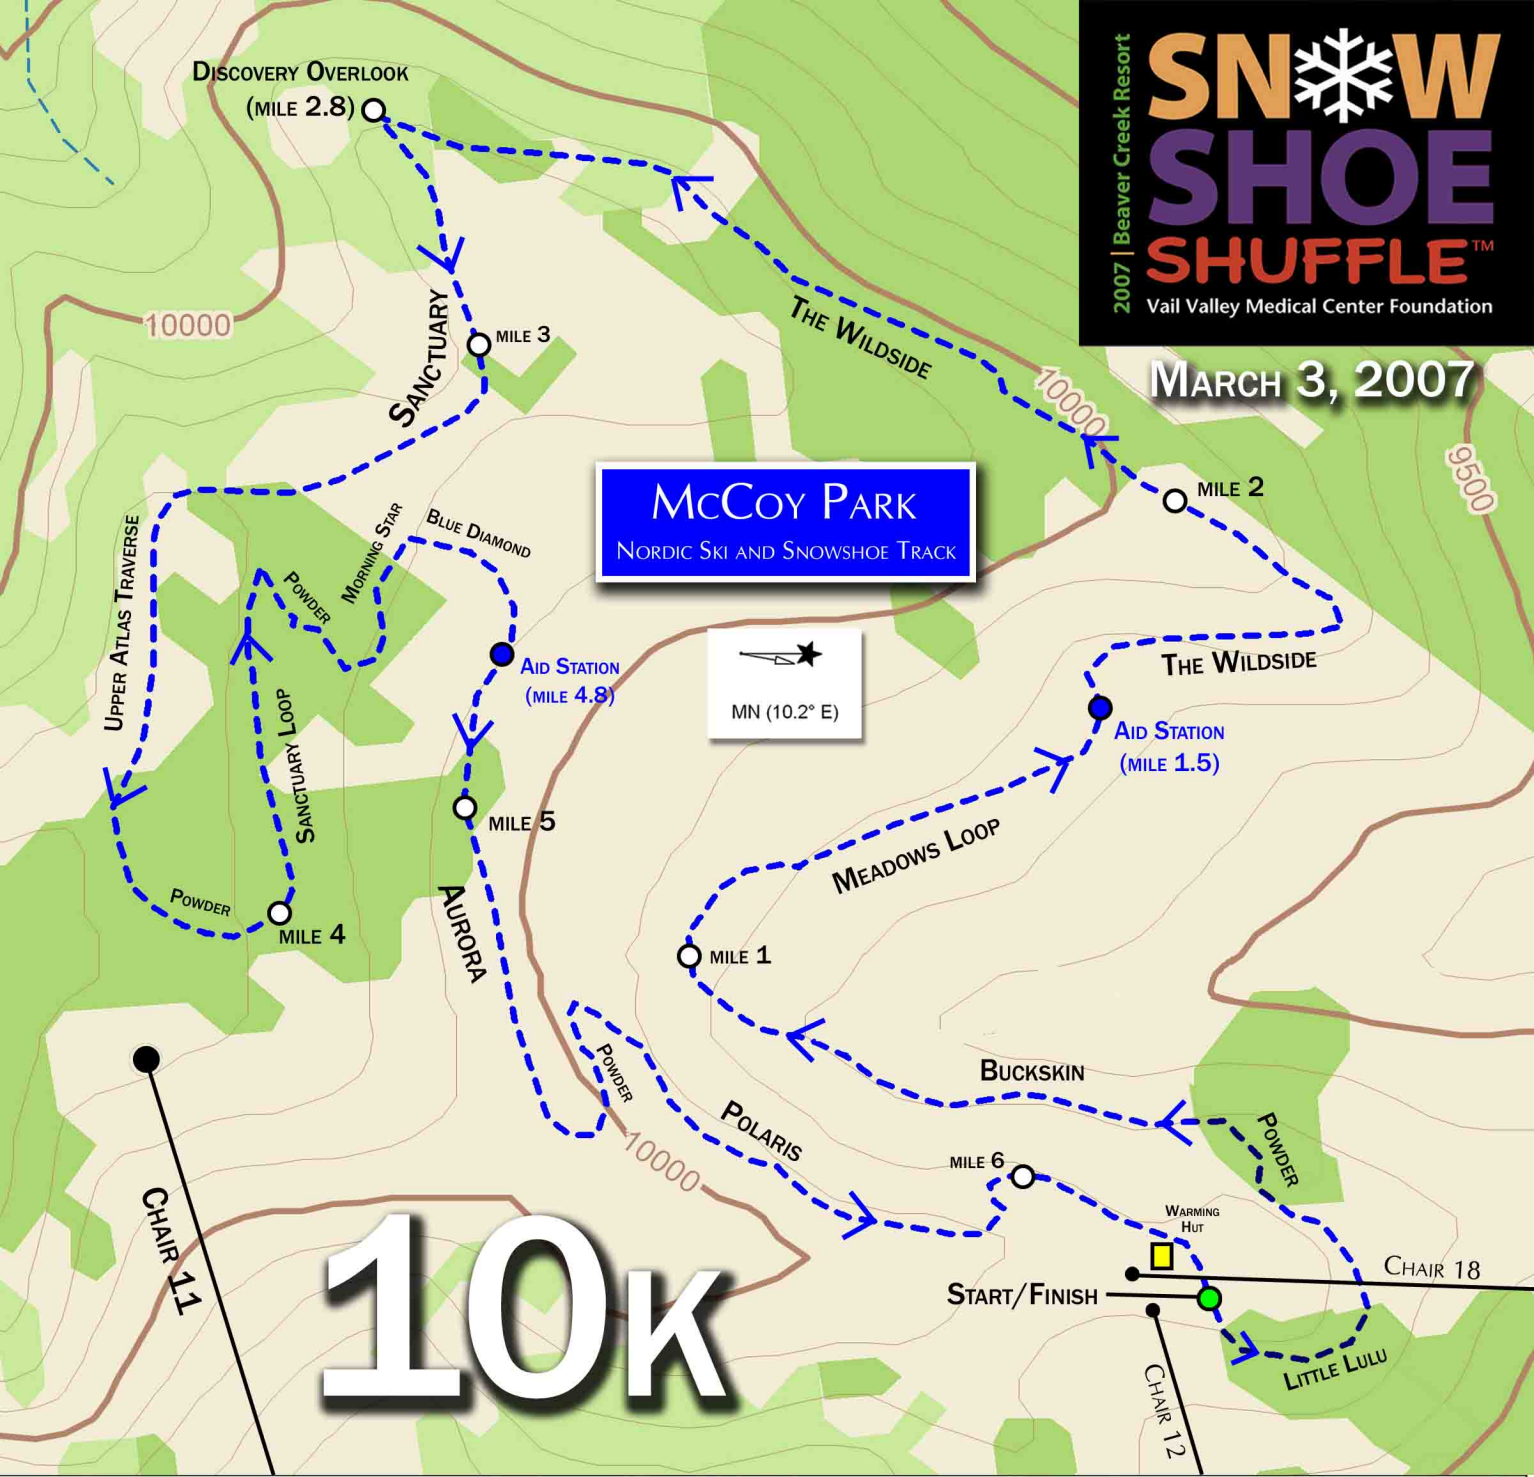 2007 | Beaver Creek Resort
SNOW
SHOE
SHUFFLE™
Vail Valley Medical Center Foundation
March 3, 2007
Discovery Overlook
(mile 2.8)
10000
Sanctuary
mile 3
The Wildside
10000
9500
McCoy Park
Nordic Ski and Snowshoe Track
mile 2
Upper Atlas Traverse
Powder
Morning Star
Blue Diamond
Aid Station
(mile 4.8)
MN (10.2° E)
The Wildside
Aid Station
(mile 1.5)
Sanctuary Loop
mile 5
Meadows Loop
Powder
mile 4
Aurora
mile 1
Powder
Buckskin
Polaris
Powder
10000
mile 6
Warming
Hut
Chair 11
Chair 18
Start/Finish
Little Lulu
Chair 12
10K